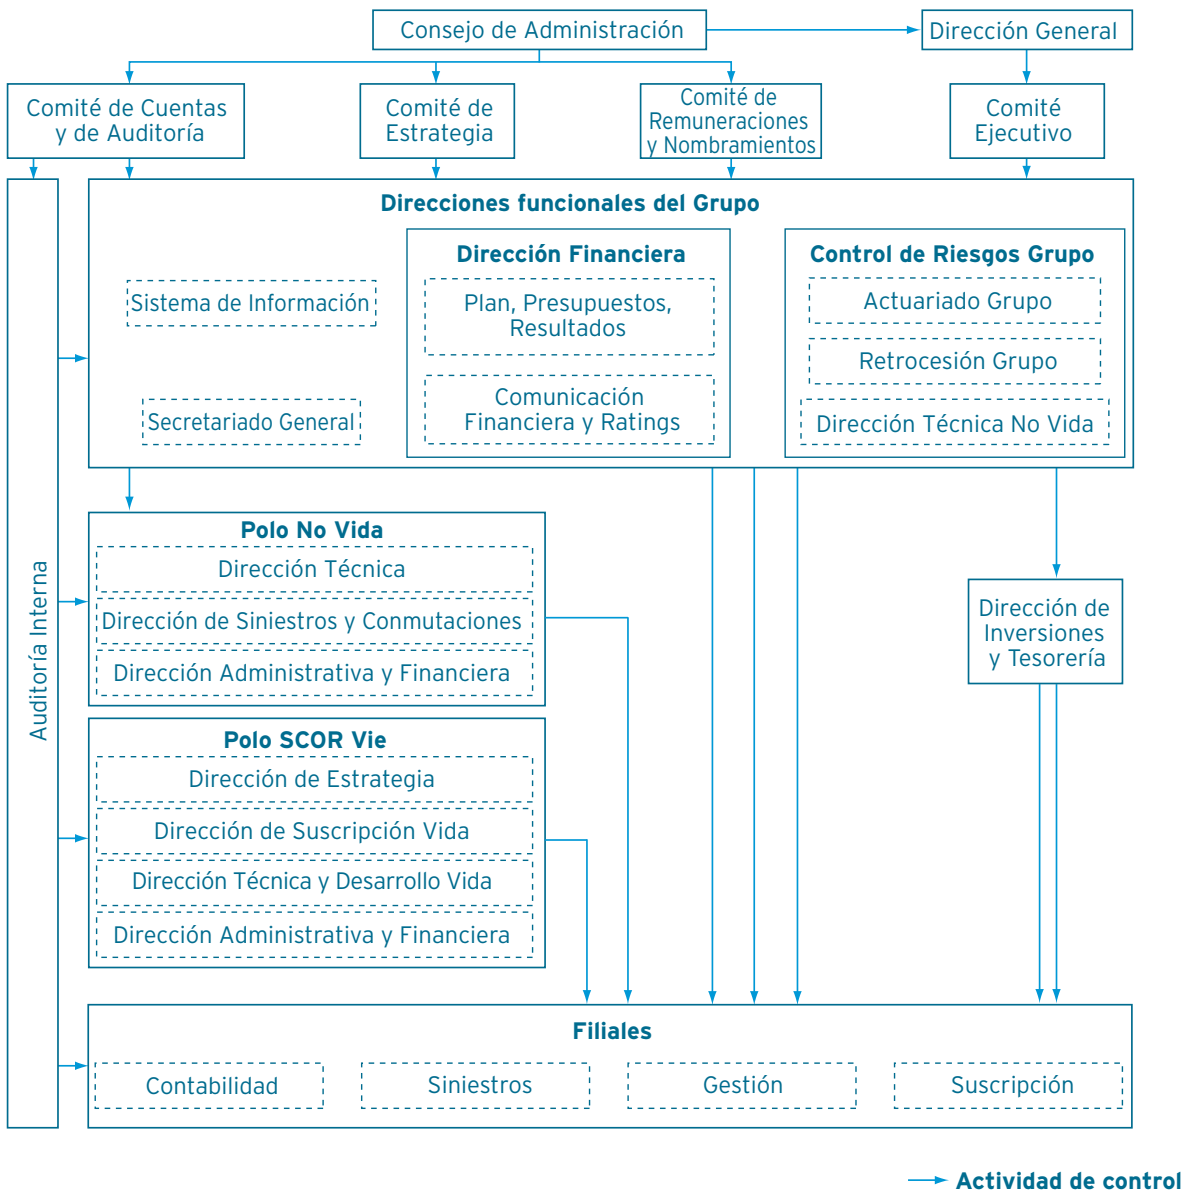 Consejo de Administración
Dirección General
Comité de Cuentas
y de Auditoría
Comité de
Estrategia
Comité de
Remuneraciones
y Nombramientos
Comité
Ejecutivo
Auditoría Interna
Direcciones funcionales del Grupo
Sistema de Información
Secretariado General
Dirección Financiera
Plan, Presupuestos,
Resultados
Comunicación
Financiera y Ratings
Control de Riesgos Grupo
Actuariado Grupo
Retrocesión Grupo
Dirección Técnica No Vida
Polo No Vida
Dirección Técnica
Dirección de Siniestros y Conmutaciones
Dirección Administrativa y Financiera
Dirección de
Inversiones
y Tesorería
Polo SCOR Vie
Dirección de Estrategia
Dirección de Suscripción Vida
Dirección Técnica y Desarrollo Vida
Dirección Administrativa y Financiera
Filiales
Contabilidad
Siniestros
Gestión
Suscripción
Actividad de control